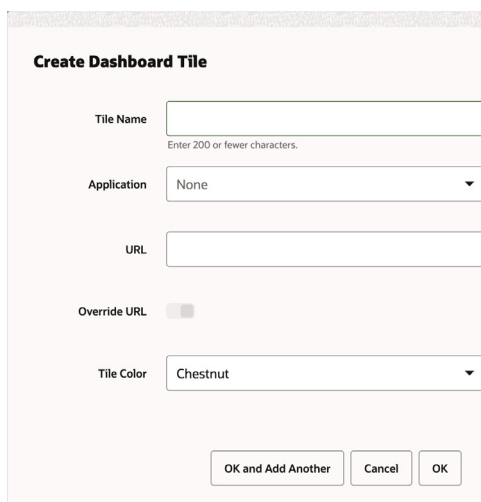 Create Dashboard Tile
Tile Name
Enter 200 or fewer characters.
Application None
URL
Override URL
Tile Color Chestnut
OK and Add Another Cancel OK